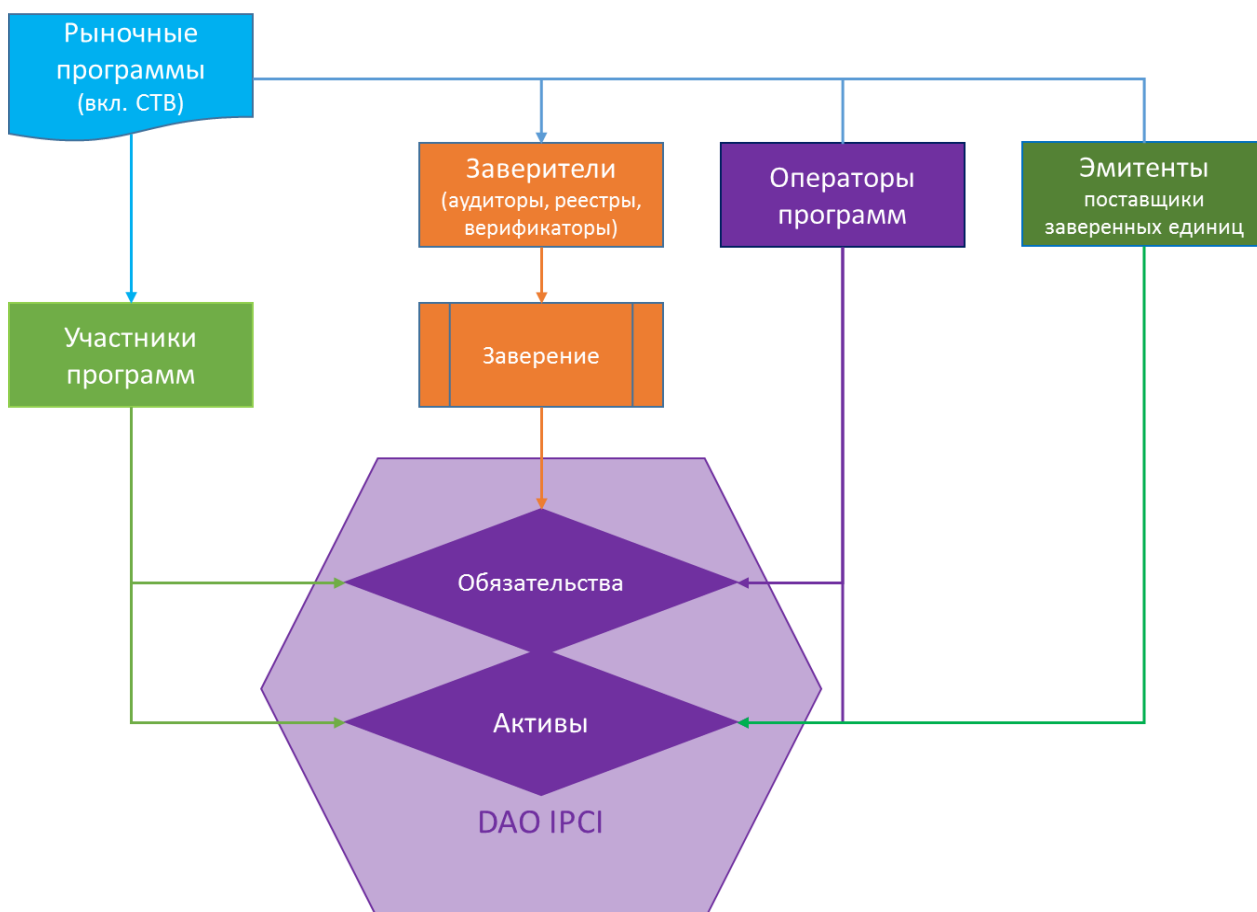 Рыночные
программы
(вкл. СТВ)
Заверители
(аудиторы, реестры,
верификаторы)
Операторы
программ
Эмитенты
поставщики
заверенных единиц
Участники
программ
Заверение
Обязательства
Активы
DAO IPCI